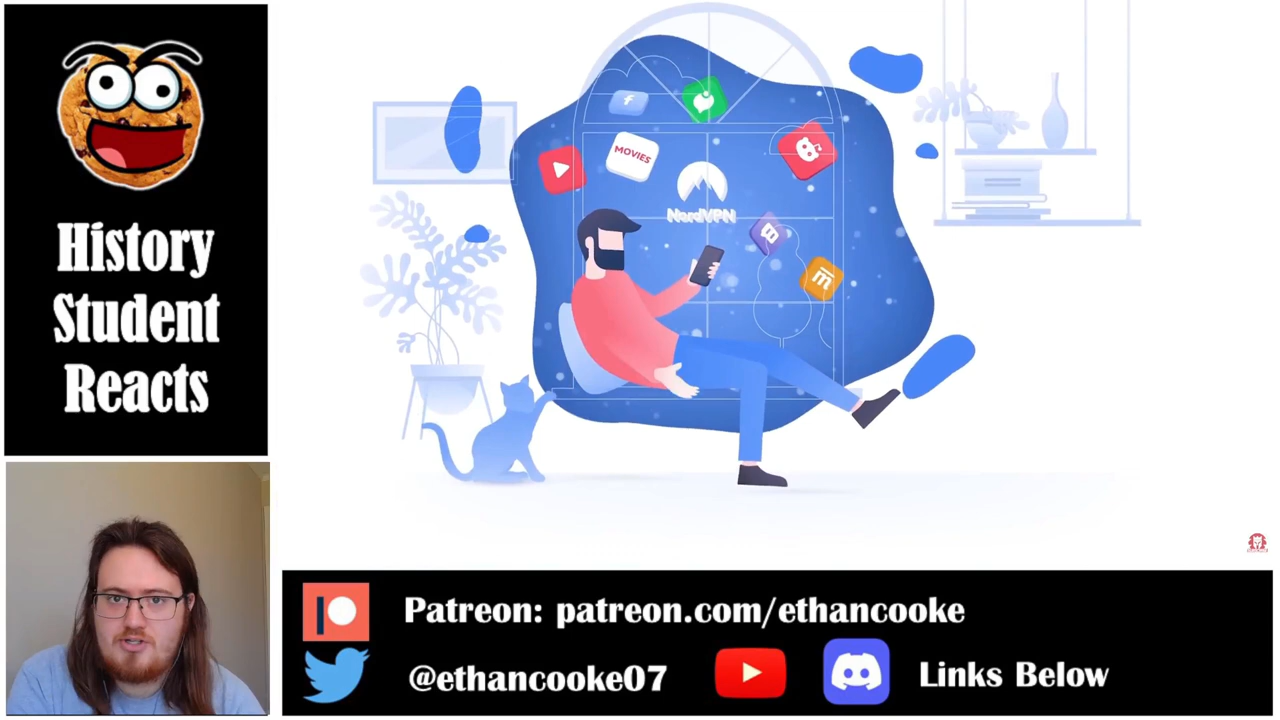 History
Student
Reacts
MOVIES
NordVPN
Patreon: patreon.com/ethancooke
@ethancooke07
Links Below